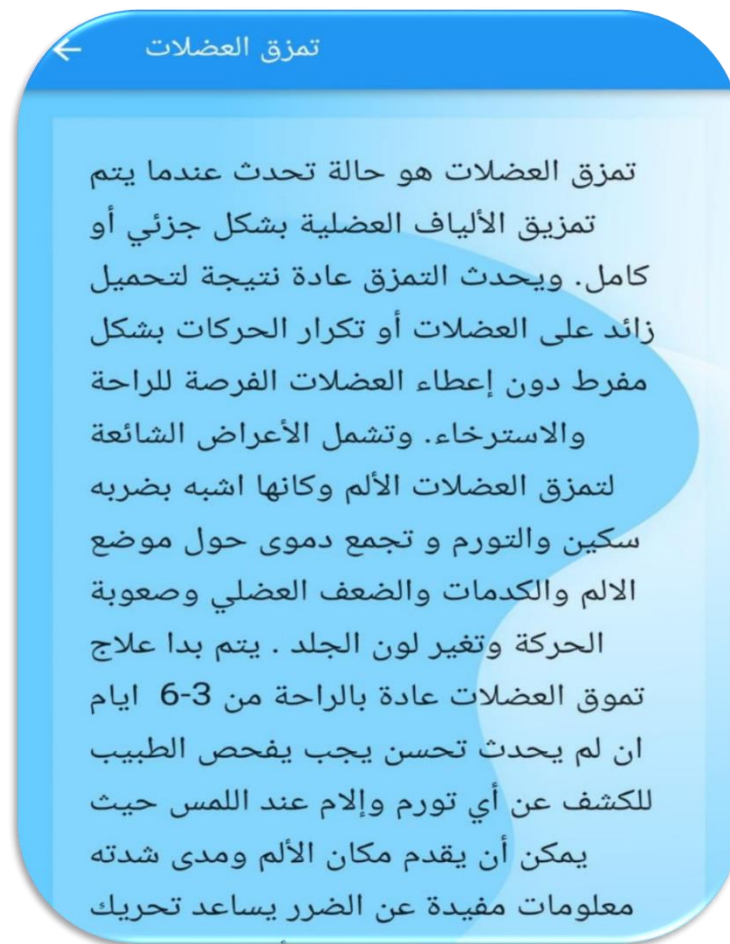 تمزق العضلات
تمزق العضلات هو حالة تحدث عندما يتم
تمزيق الألياف العضلية بشكل جزئي أو
كامل. ويحدث التمزق عادة نتيجة لتحميل
زائد على العضلات أو تكرار الحركات بشكل
مفرط دون إعطاء العضلات الفرصة للراحة
والاسترخاء. وتشمل الأعراض الشائعة
لتمزق العضلات الألم وكانها اشبه بضربه
سكين والتورم و تجمع دموى حول موضع
الالم والكدمات والضعف العضلي وصعوبة
الحركة وتغير لون الجلد . يتم بدا علاج
تموق العضلات عادة بالراحة من 3-6 ايام
ان لم يحدث تحسن يجب يفحص الطبيب
للكشف عن أي تورم وإلام عند اللمس حيث
يمكن أن يقدم مكان الألم ومدى شدته
معلومات مفيدة عن الضرر يساعد تحريك